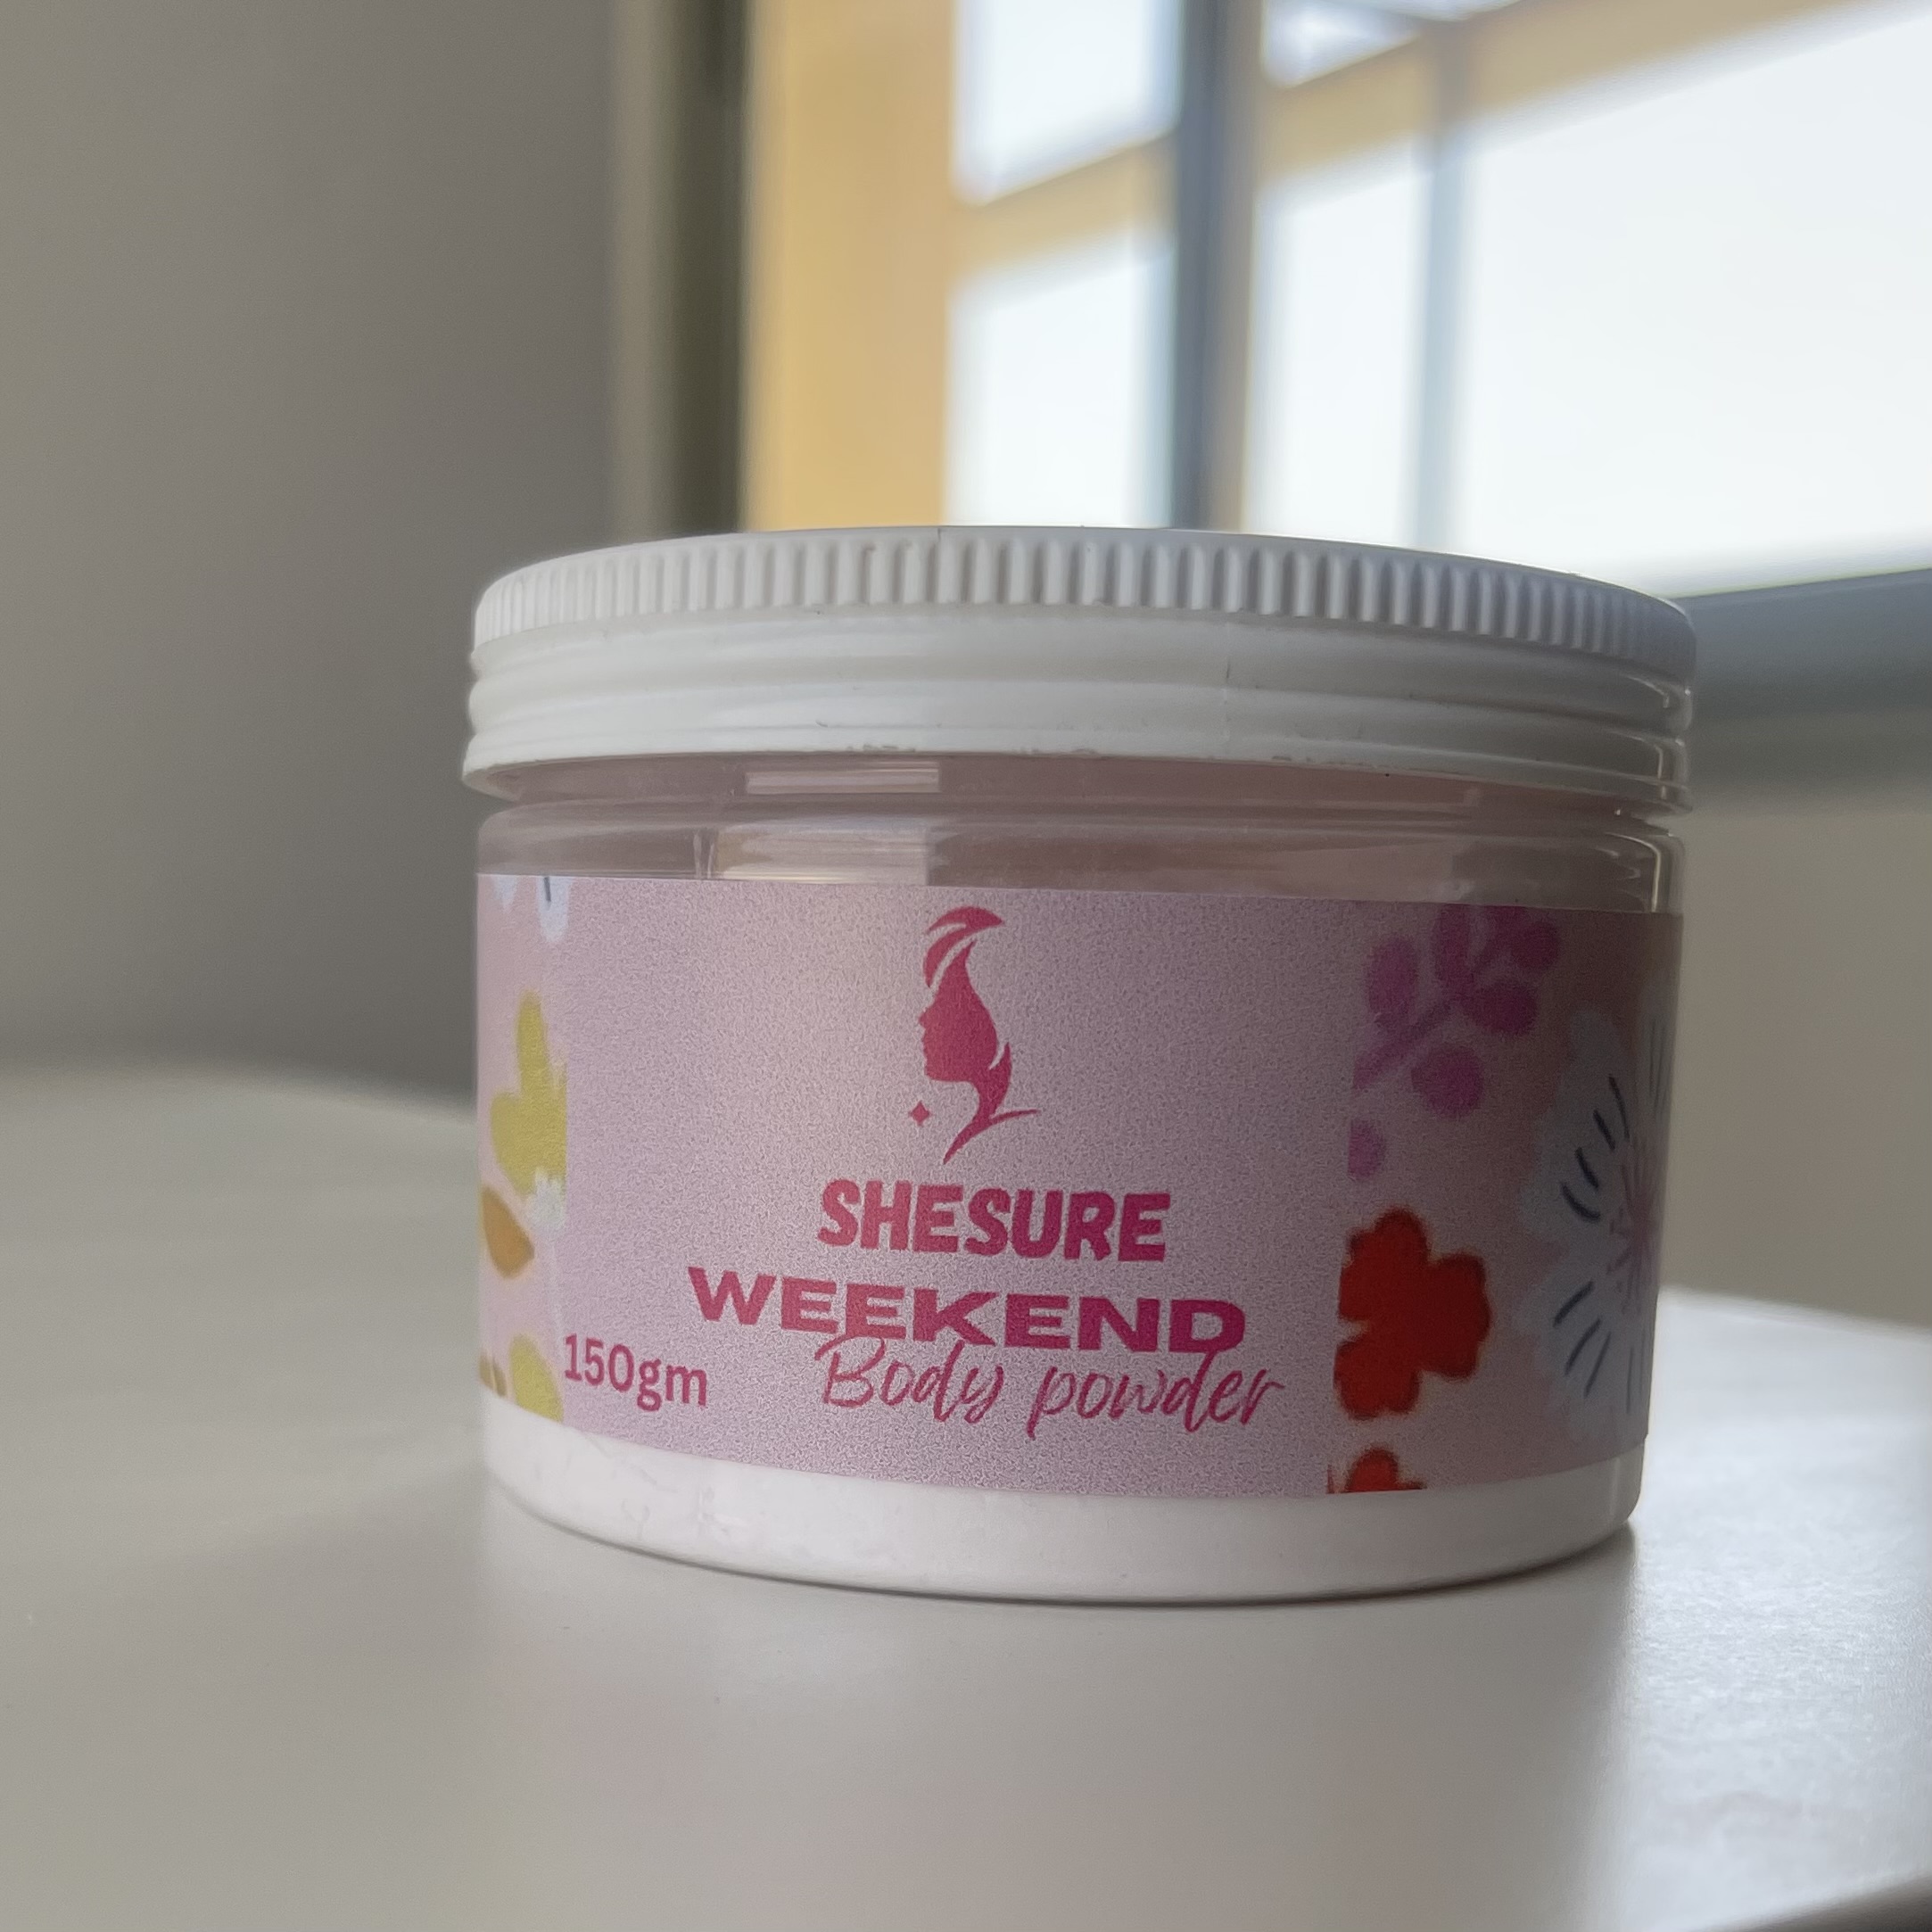 SHESURE
WEEKEND
Body powder
150gm